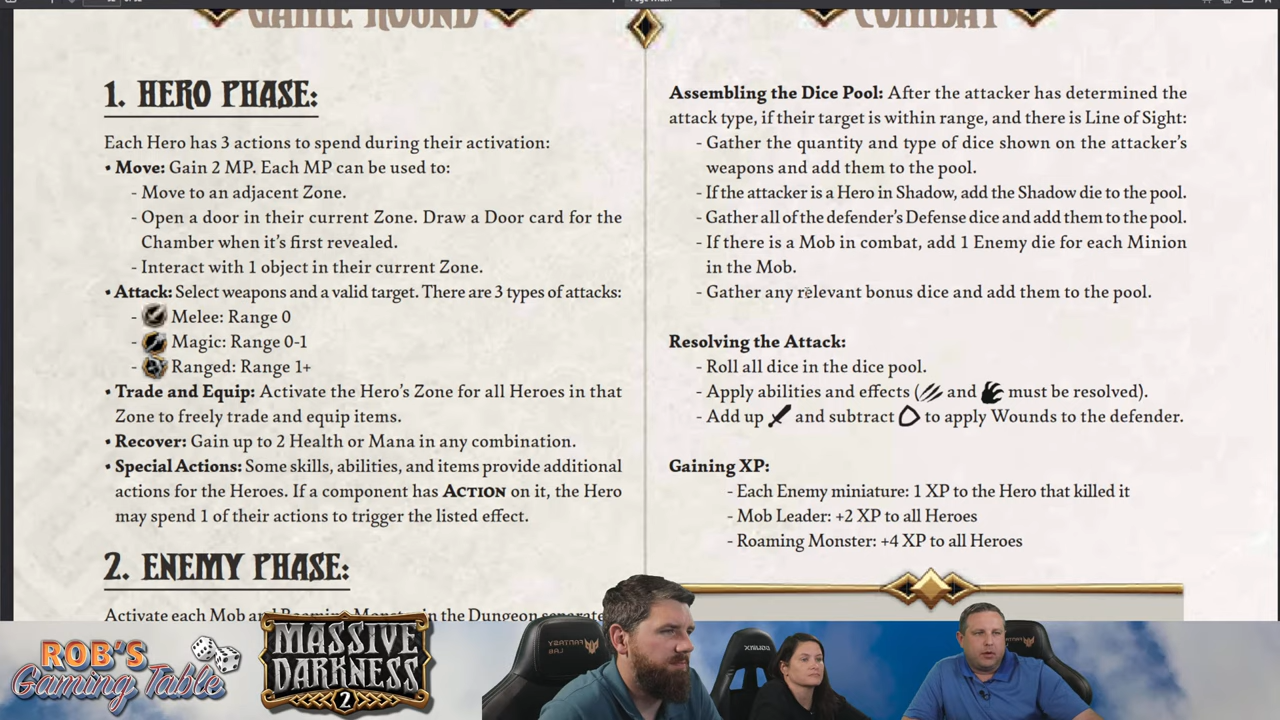 GAME ROUND
COMBAT
1. HERO PHASE:
Each Hero has 3 actions to spend during their activation:
• Move: Gain 2 MP. Each MP can be used to:
- Move to an adjacent Zone.
- Open a door in their current Zone. Draw a Door card for the
Chamber when it's first revealed.
- Interact with 1 object in their current Zone.
• Attack: Select weapons and a valid target. There are 3 types of attacks:
- Melee: Range 0
- Magic: Range 0-1
- Ranged: Range 1+
• Trade and Equip: Activate the Hero's Zone for all Heroes in that
Zone to freely trade and equip items.
• Recover: Gain up to 2 Health or Mana in any combination.
• Special Actions: Some skills, abilities, and items provide additional
actions for the Heroes. If a component has ACTION on it, the Hero
may spend 1 of their actions to trigger the listed effect.
2. ENEMY PHASE:
Activate each Mob and Roaming Monster in the Dungeon separate
Assembling the Dice Pool: After the attacker has determined the
attack type, if their target is within range, and there is Line of Sight:
- Gather the quantity and type of dice shown on the attacker's
weapons and add them to the pool.
- If the attacker is a Hero in Shadow, add the Shadow die to the pool.
- Gather all of the defender's Defense dice and add them to the pool.
- If there is a Mob in combat, add 1 Enemy die for each Minion
in the Mob.
- Gather any relevant bonus dice and add them to the pool.
Resolving the Attack:
- Roll all dice in the dice pool.
- Apply abilities and effects ( and must be resolved).
- Add up and subtract to apply Wounds to the defender.
Gaining XP:
- Each Enemy miniature: 1 XP to the Hero that killed it
- Mob Leader: +2 XP to all Heroes
- Roaming Monster: +4 XP to all Heroes
ROB'S
Gaming Table
MASSIVE
DARKNESS
2